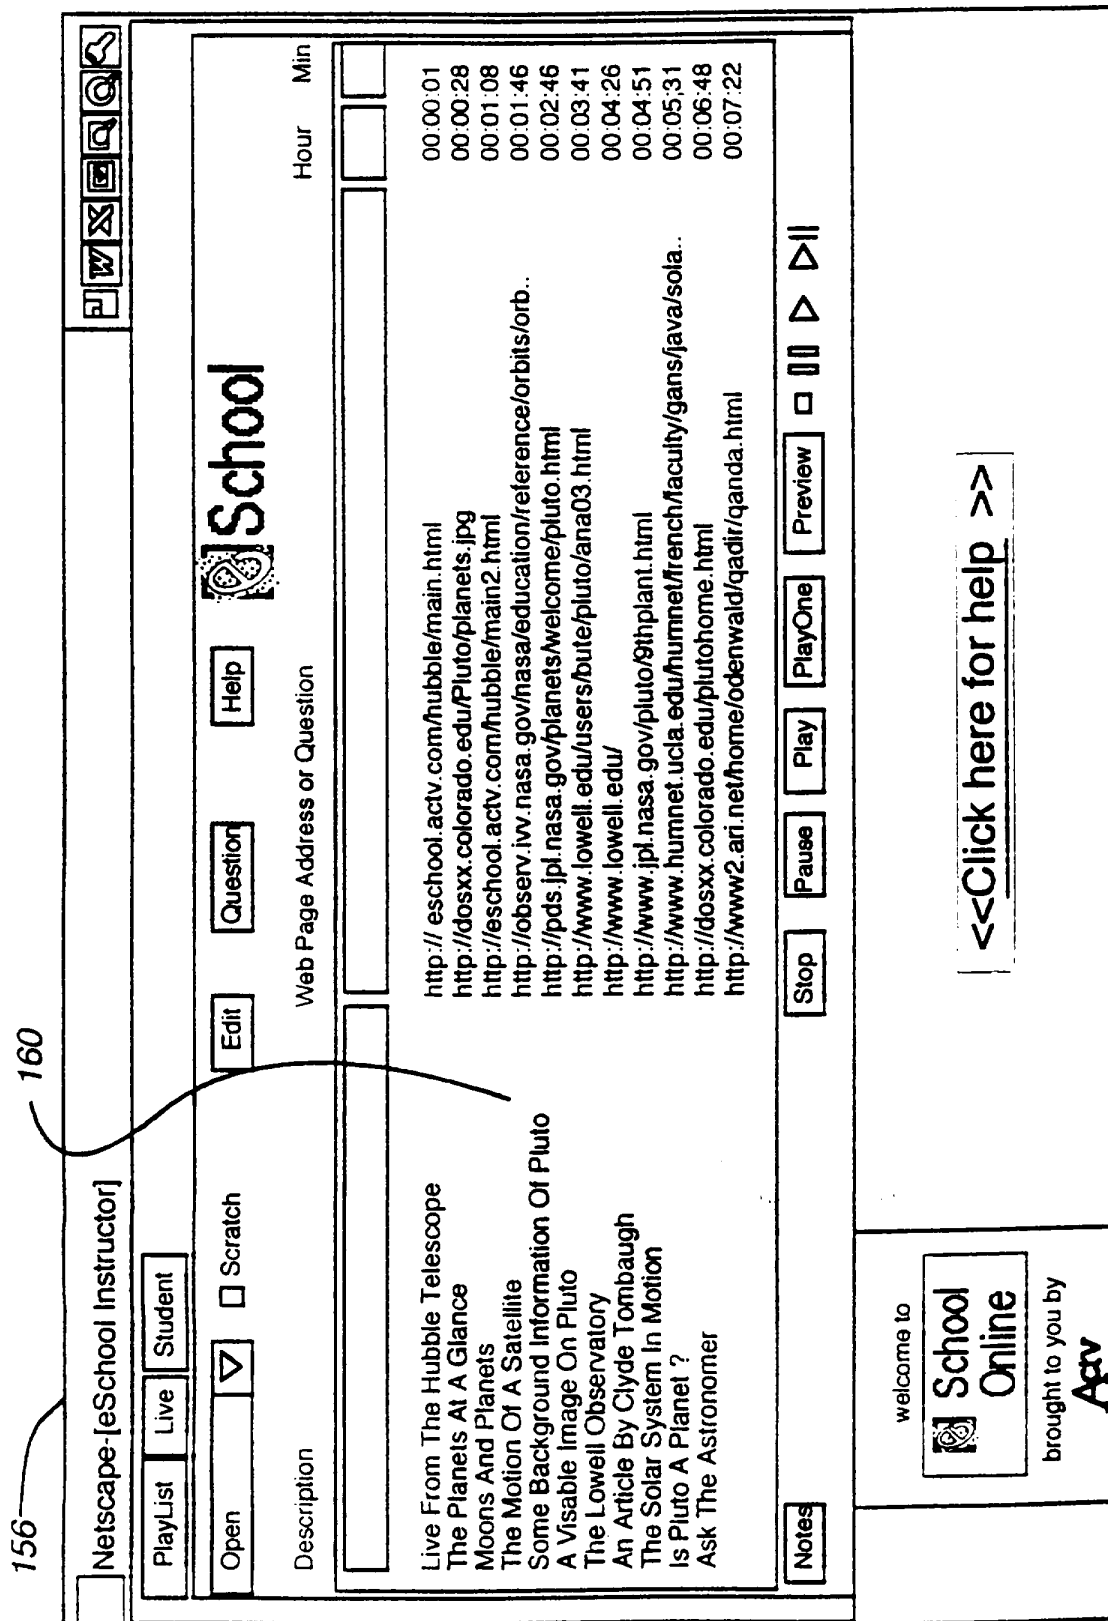 156
160
Netscape-[eSchool Instructor]
PlayList Live Student
Open Scratch Edit Question Help School
Description Web Page Address or Question Hour Min
Live From The Hubble Telescope http:// eschool.actv.com/hubble/main.html 00:00:01
The Planets At A Glance http://dosxx.colorado.edu/Pluto/planets.jpg 00:00:28
Moons And Planets http://eschool.actv.com/hubble/main2.html 00:01:08
The Motion Of A Satellite http://observ.ivv.nasa.gov/nasa/education/reference/orbits/orb.. 00:01:46
Some Background Information Of Pluto http://pds.jpl.nasa.gov/planets/welcome/pluto.html 00:02:46
A Visable Image On Pluto http://www.lowell.edu/users/bute/pluto/ana03.html 00:03:41
The Lowell Observatory http://www.lowell.edu/ 00:04:26
An Article By Clyde Tombaugh http://www.jpl.nasa.gov/pluto/9thplant.html 00:04:51
The Solar System In Motion http://www.humnet.ucla.edu/humnet/french/faculty/gans/java/sola.. 00:05;31
Is Pluto A Planet ? http://dosxx.colorado.edu/plutohome.html 00:06:48
Ask The Astronomer http://www2.ari.net/home/odenwald/qadir/qanda.html 00:07:22
Notes Stop Pause Play PlayOne Preview
welcome to
School
Online
brought to you by
Actv
<<Click here for help >>